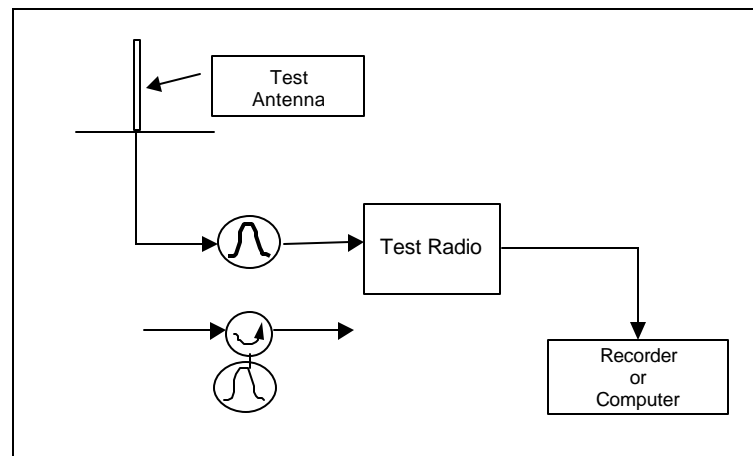 Test
Antenna
Test Radio
Recorder
or
Computer